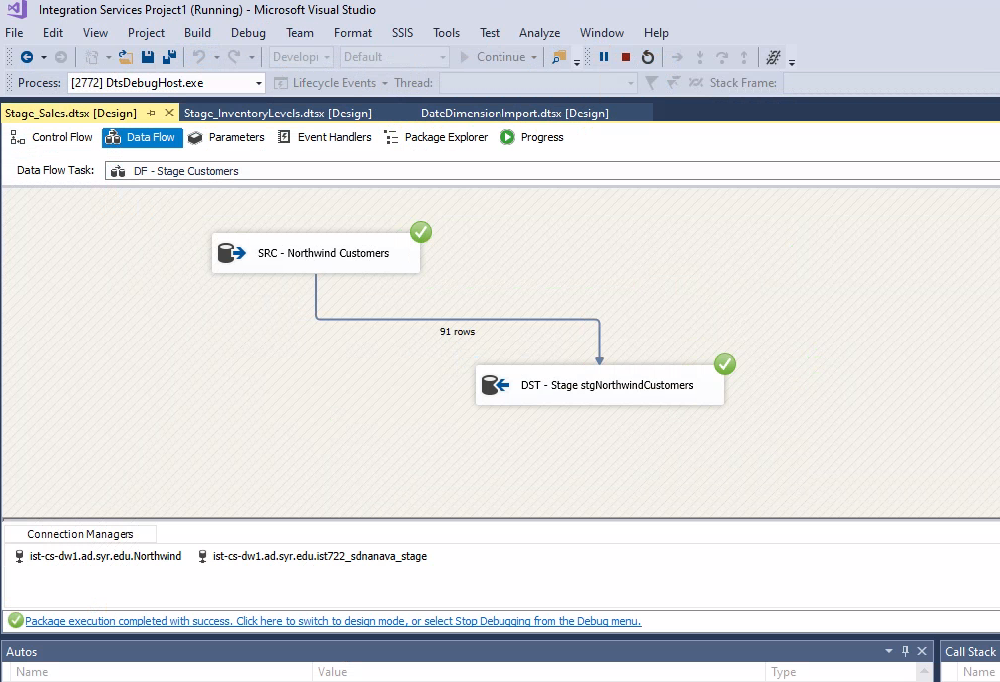 Integration Services Project1 (Running) - Microsoft Visual Studio
File Edit View Project Build Debug Team Format SSIS Tools Test Analyze Window Help
Develop Default Continue
Process: [2772] DtsDebugHost.exe Lifecycle Events Thread: Stack Frame:
Stage_Sales.dtsx [Design] Stage_InventoryLevels.dtsx [Design] DateDimensionImport.dtsx [Design]
Control Flow Data Flow Parameters Event Handlers Package Explorer Progress
Data Flow Task: DF - Stage Customers
SRC - Northwind Customers
91 rows
DST - Stage stgNorthwindCustomers
Connection Managers
ist-cs-dw1.ad.syr.edu.Northwind ist-cs-dw1.ad.syr.edu.ist722_sdnanava_stage
Package execution completed with success. Click here to switch to design mode, or select Stop Debugging from the Debug menu.
Autos Call Stack
Name Value Type Name